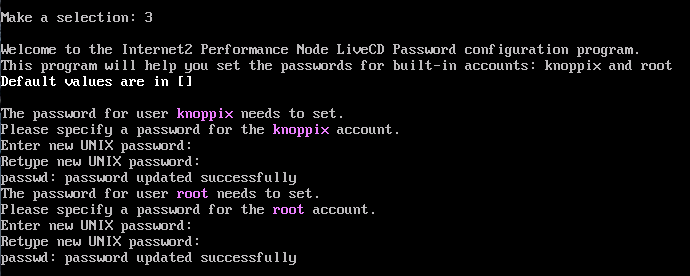 Make a selection: 3
Welcome to the Internet2 Performance Node LiveCD Password configuration program.
This program will help you set the passwords for built-in accounts: knoppix and root
Default values are in []
The password for user knoppix needs to set.
Please specify a password for the knoppix account.
Enter new UNIX password:
Retype new UNIX password:
passwd: password updated successfully
The password for user root needs to set.
Please specify a password for the root account.
Enter new UNIX password:
Retype new UNIX password:
passwd: password updated successfully